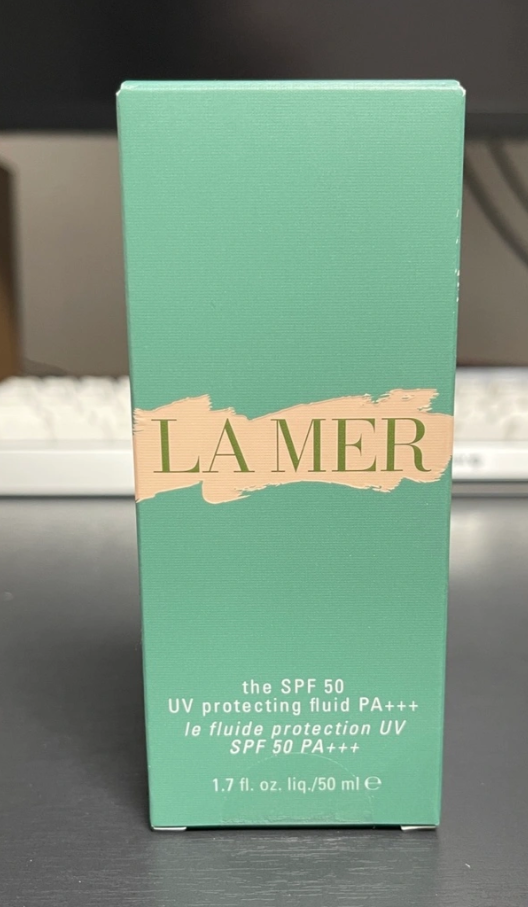 LA MER
the SPF 50
UV protecting fluid PA+++
le fluide protection UV
SPF 50 PA+++
1.7 fl. oz. liq./50 ml ℮